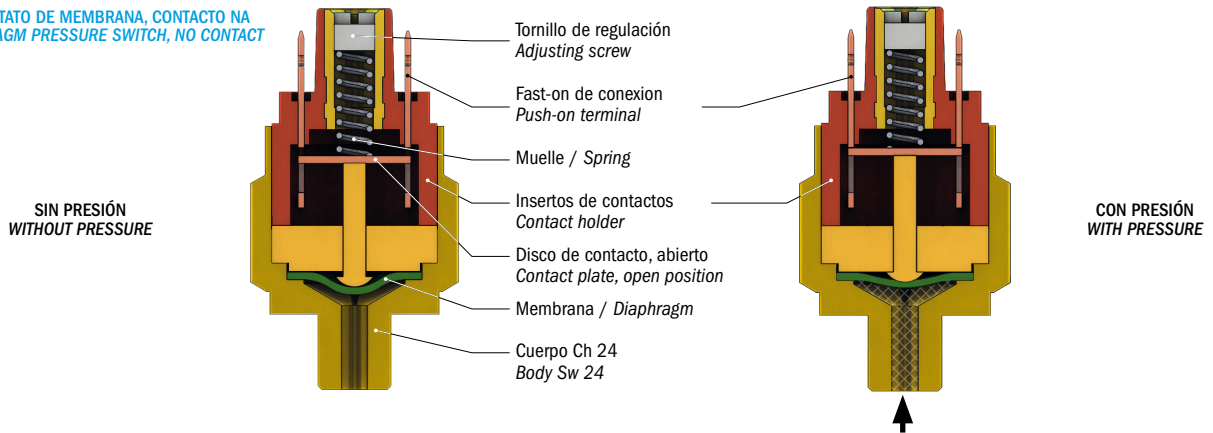 TATO DE MEMBRANA, CONTACTO NA
AGM PRESSURE SWITCH, NO CONTACT
Tornillo de regulación
Adjusting screw
Fast-on de conexion
Push-on terminal
Muelle / Spring
SIN PRESIÓN
WITHOUT PRESSURE
Insertos de contactos
Contact holder
CON PRESIÓN
WITH PRESSURE
Disco de contacto, abierto
Contact plate, open position
Membrana / Diaphragm
Cuerpo Ch 24
Body Sw 24